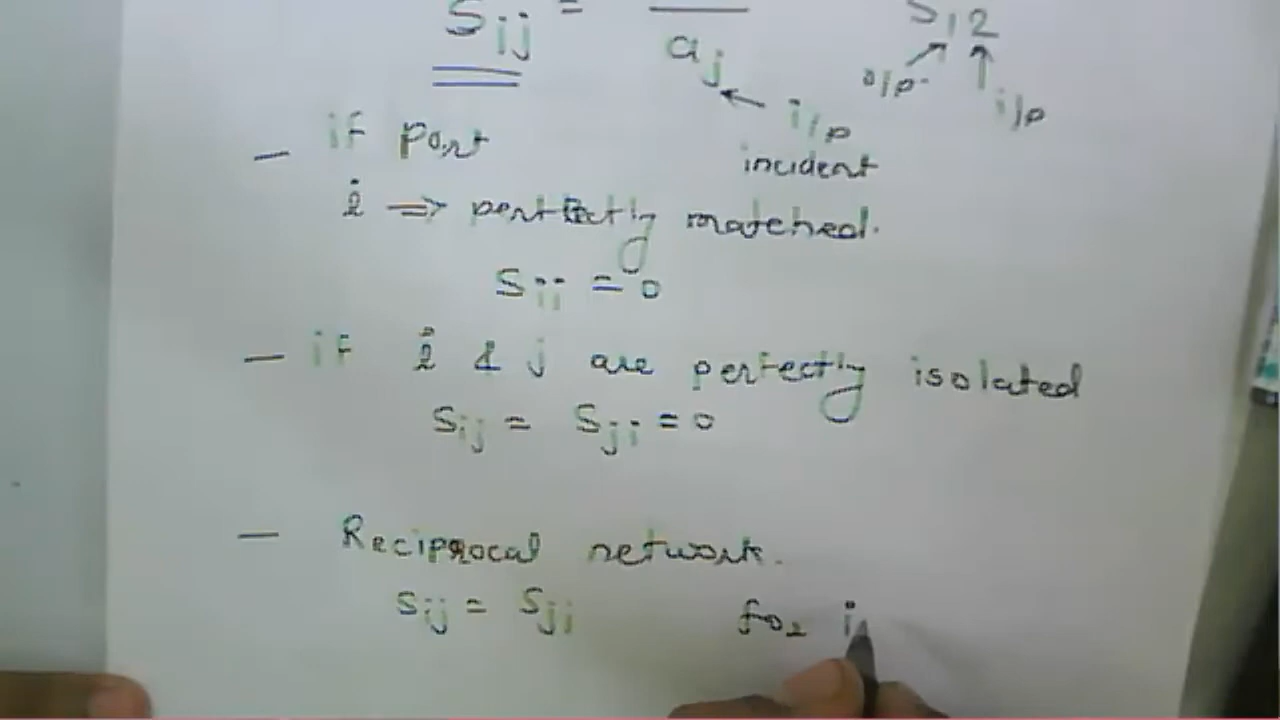 Sij =
aj
S12
o/p
i/p
i/p
incident
- if port
i => perfectly matched.
Sii = 0
- if i & j are perfectly isolated
Sij = Sji = 0
- Reciprocal network.
Sij = Sji for i